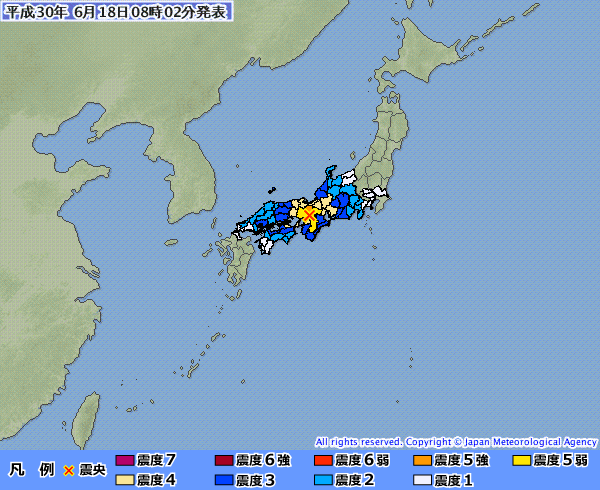 平成30年 6月18日08時02分発表
All rights reserved. Copyright © Japan Meteorological Agency
凡 例 震央 震度7 震度6強 震度6弱 震度5強 震度5弱
震度4 震度3 震度2 震度1